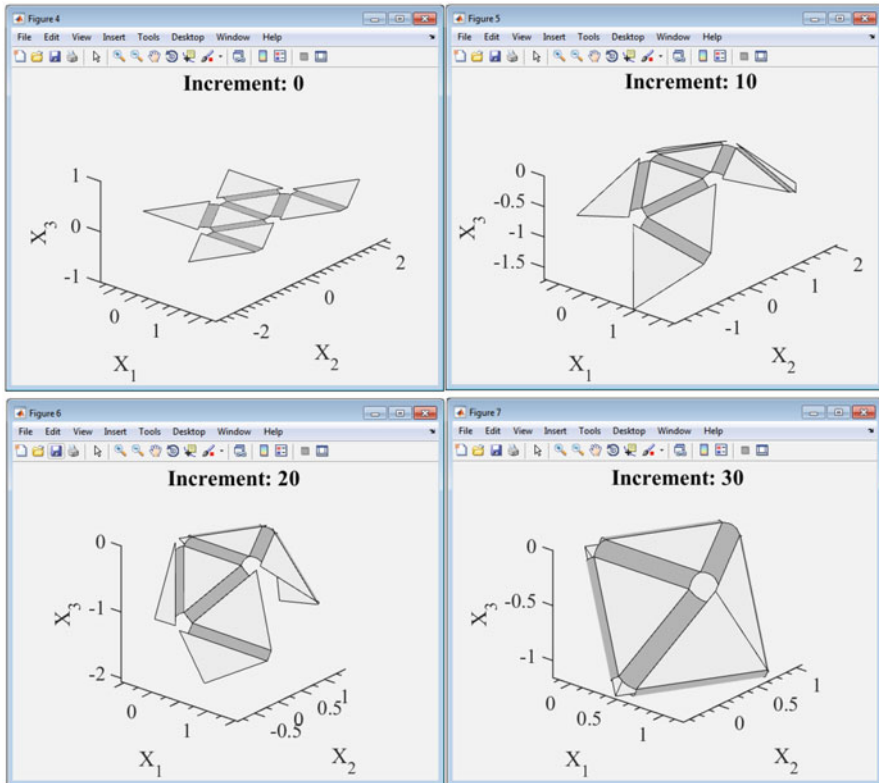 Figure 4
File Edit View Insert Tools Desktop Window Help
Increment: 0
1
0
-1
X3
0
1
X1
-2
0
2
X2
Figure 5
File Edit View Insert Tools Desktop Window Help
Increment: 10
0
-0.5
-1
-1.5
X3
0
1
X1
-1
0
1
2
X2
Figure 6
File Edit View Insert Tools Desktop Window Help
Increment: 20
0
-1
-2
X3
0
1
X1
-0.5
0
0.5
1
X2
Figure 7
File Edit View Insert Tools Desktop Window Help
Increment: 30
0
-0.5
-1
X3
0
0.5
1
X1
0
0.5
1
X2